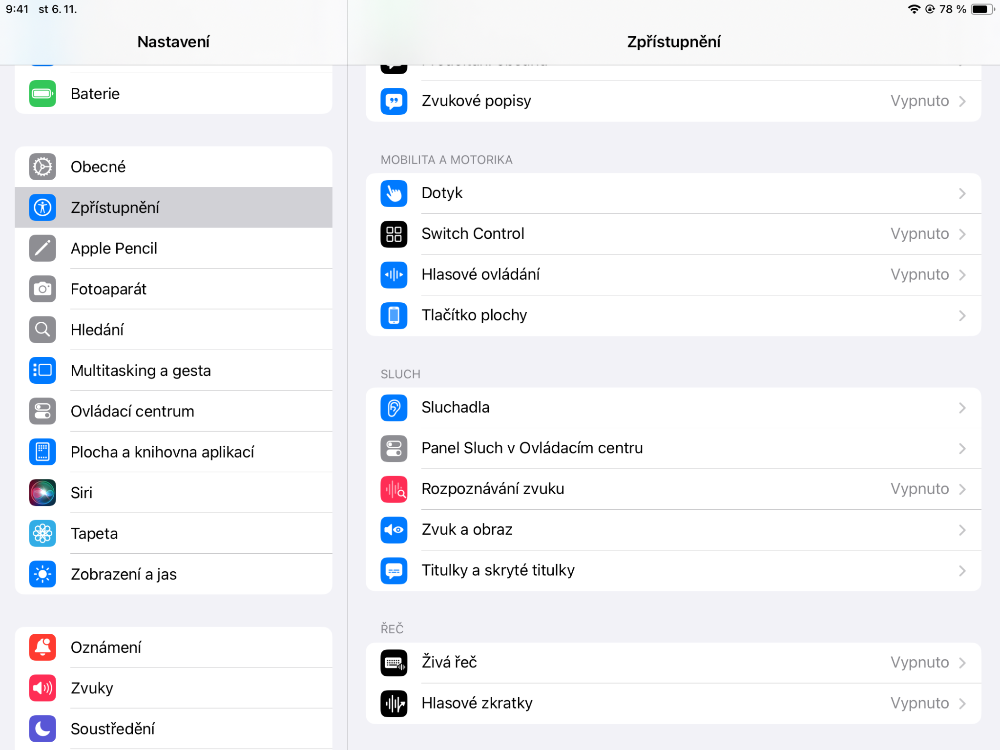 9:41 st 6. 11.
78 %
Nastavení
Baterie
Obecné
Zpřístupnění
Apple Pencil
Fotoaparát
Hledání
Multitasking a gesta
Ovládací centrum
Plocha a knihovna aplikací
Siri
Tapeta
Zobrazení a jas
Oznámení
Zvuky
Soustředění
Zpřístupnění
Zvukové popisy Vypnuto
MOBILITA A MOTORIKA
Dotyk
Switch Control Vypnuto
Hlasové ovládání Vypnuto
Tlačítko plochy
SLUCH
Sluchadla
Panel Sluch v Ovládacím centru
Rozpoznávání zvuku Vypnuto
Zvuk a obraz
Titulky a skryté titulky
ŘEČ
Živá řeč Vypnuto
Hlasové zkratky Vypnuto